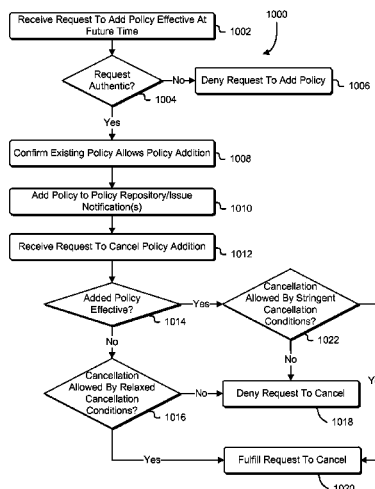 Receive Request To Add Policy Effective At
Future Time
1002
1000
Request
Authentic?
1004
No
Deny Request To Add Policy
1006
Yes
Confirm Existing Policy Allows Policy Addition
1008
Add Policy to Policy Repository/Issue
Notification(s)
1010
Receive Request To Cancel Policy Addition
1012
Added Policy
Effective?
1014
Yes
Cancellation
Allowed By Stringent
Cancellation
Conditions?
1022
No
No
Y
Cancellation
Allowed By Relaxed
Cancellation
Conditions?
1016
No
Deny Request To Cancel
1018
Yes
Fulfill Request To Cancel
1020